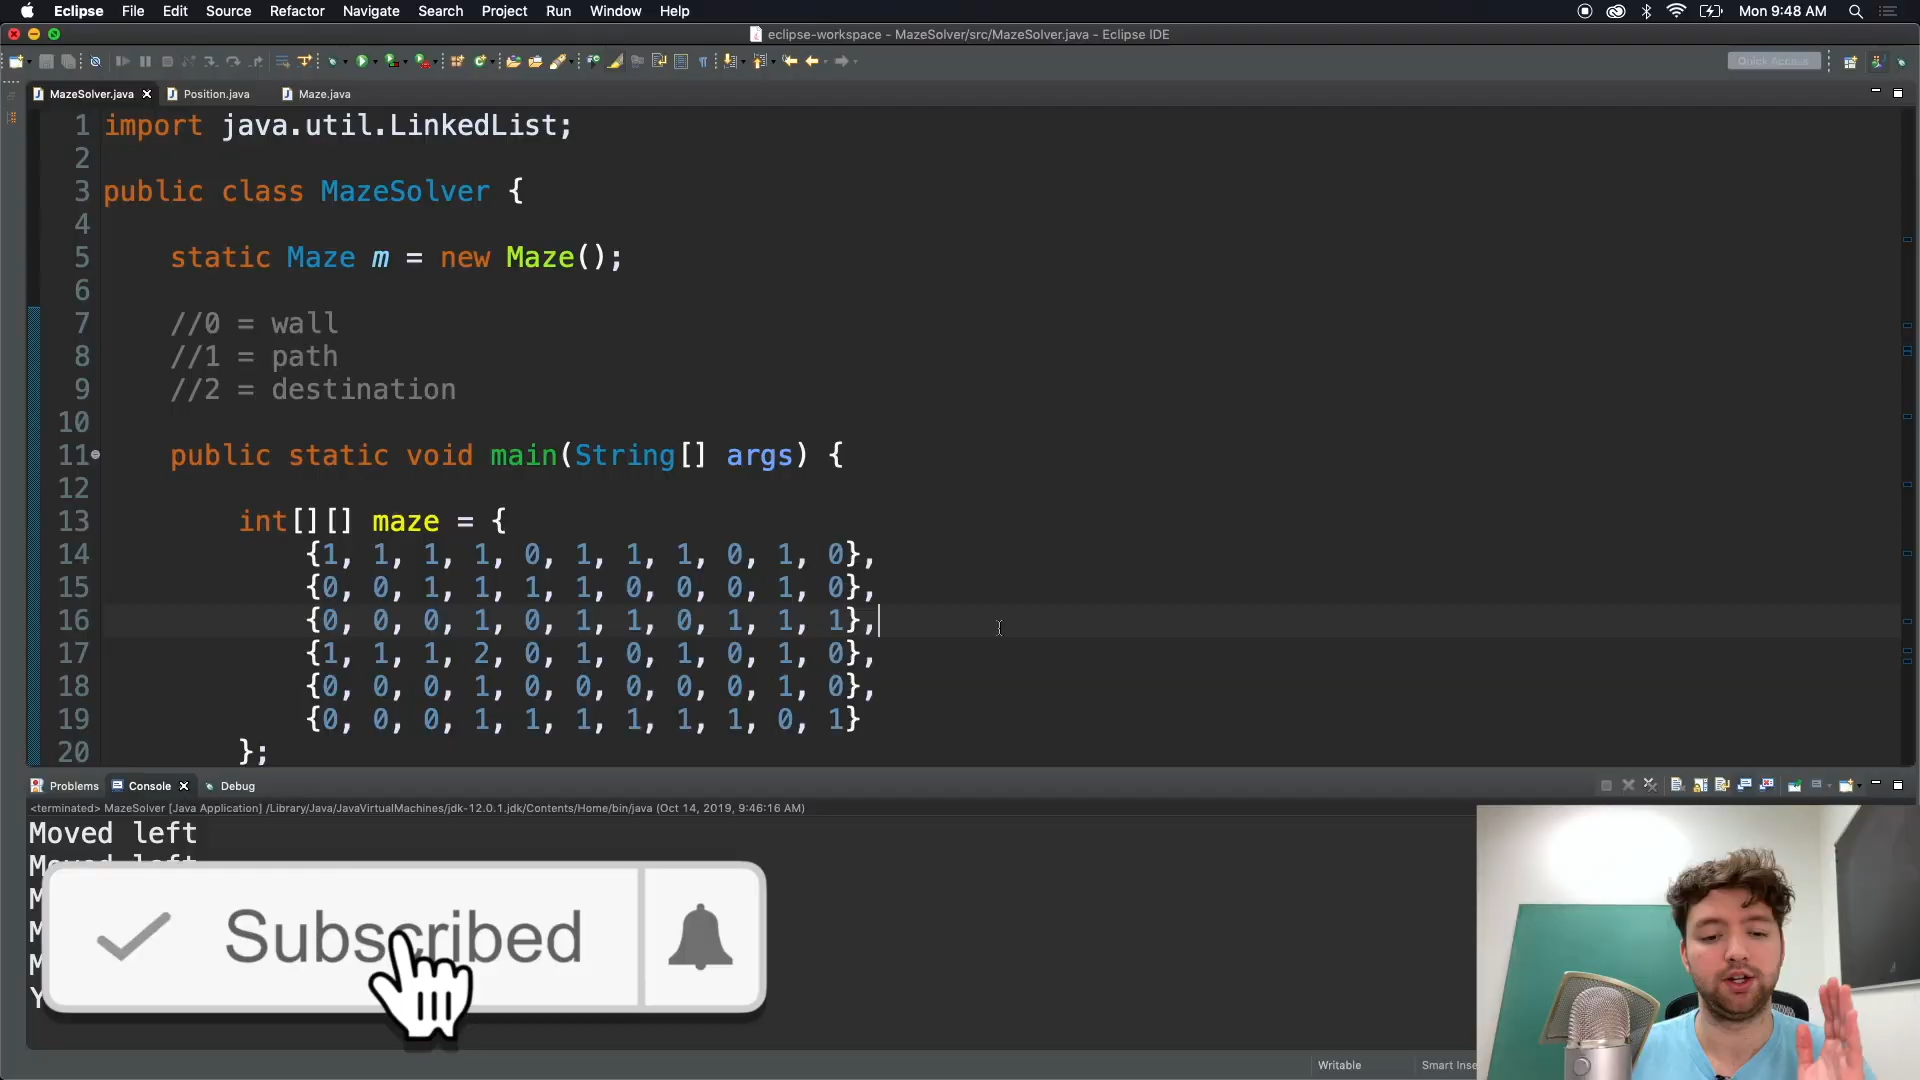 Eclipse File Edit Source Refactor Navigate Search Project Run Window Help Mon 9:48 AM
eclipse-workspace - MazeSolver/src/MazeSolver.java - Eclipse IDE
Quick Access
MazeSolver.java Position.java Maze.java
1 import java.util.LinkedList;
2
3 public class MazeSolver {
4
5 static Maze m = new Maze();
6
7 //0 = wall
8 //1 = path
9 //2 = destination
10
11 public static void main(String[] args) {
12
13 int[][] maze = {
14 {1, 1, 1, 1, 0, 1, 1, 1, 0, 1, 0},
15 {0, 0, 1, 1, 1, 1, 0, 0, 0, 1, 0},
16 {0, 0, 0, 1, 0, 1, 1, 0, 1, 1, 1},
17 {1, 1, 1, 2, 0, 1, 0, 1, 0, 1, 0},
18 {0, 0, 0, 1, 0, 0, 0, 0, 0, 1, 0},
19 {0, 0, 0, 1, 1, 1, 1, 1, 1, 0, 1}
20 };
Problems Console Debug
<terminated> MazeSolver [Java Application] /Library/Java/JavaVirtualMachines/jdk-12.0.1.jdk/Contents/Home/bin/java (Oct 14, 2019, 9:46:16 AM)
Moved left
Moved left
Subscribed
Writable Smart Inse